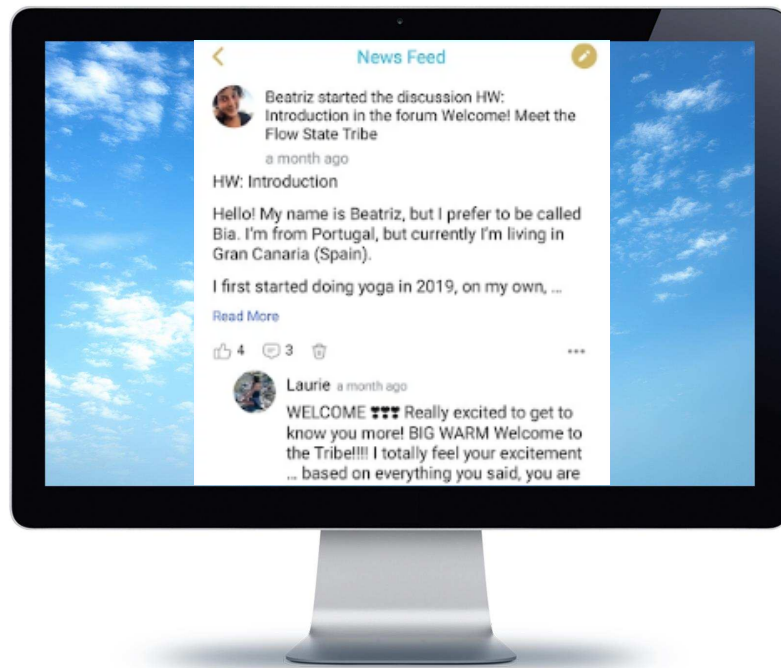 News Feed
Beatriz started the discussion HW:
Introduction in the forum Welcome! Meet the
Flow State Tribe
a month ago
HW: Introduction
Hello! My name is Beatriz, but I prefer to be called
Bia. I'm from Portugal, but currently I'm living in
Gran Canaria (Spain).
I first started doing yoga in 2019, on my own, ...
Read More
4 3
Laurie a month ago
WELCOME ❣❣❣ Really excited to get to
know you more! BIG WARM Welcome to
the Tribe!!!! I totally feel your excitement
... based on everything you said, you are